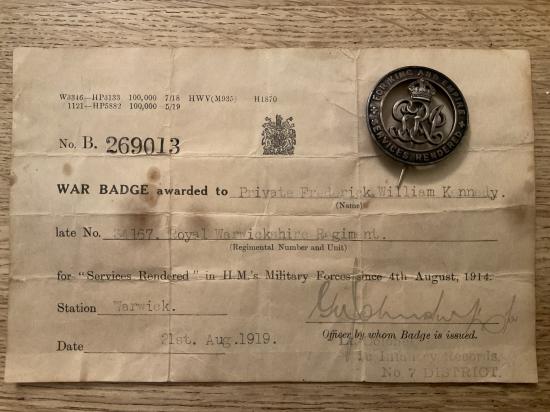 W3346—HP3133 100,000 7/18 HWV(M935) H1870
1121—HP5882 100,000 5/19
No. B. 269013
FOR KING AND EMPIRE
SERVICES RENDERED
WAR BADGE awarded to Private Frederick William Kennedy.
(Name)
late No. 34167. Royal Warwickshire Regiment.
(Regimental Number and Unit)
for "Services Rendered" in H.M.'s Military Forces since 4th August, 1914.
Station Warwick.
Officer by whom Badge is issued.
Date 21st. Aug.1919.
Infantry Records,
No 7 DISTRICT.